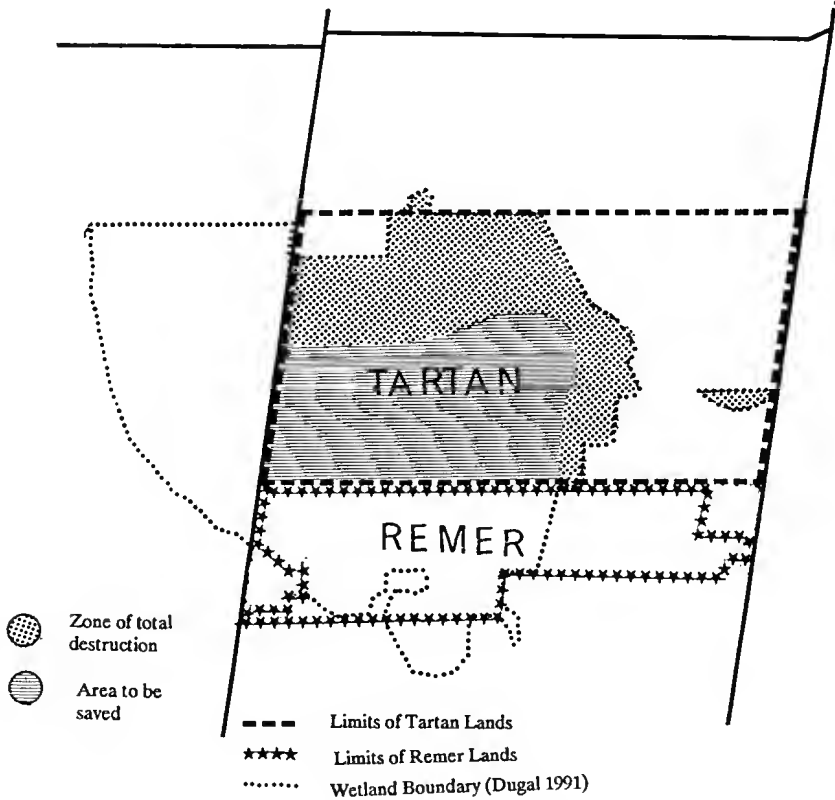 TARTAN
REMER
Zone of total
destruction
Area to be
saved
Limits of Tartan Lands
Limits of Remer Lands
Wetland Boundary (Dugal 1991)